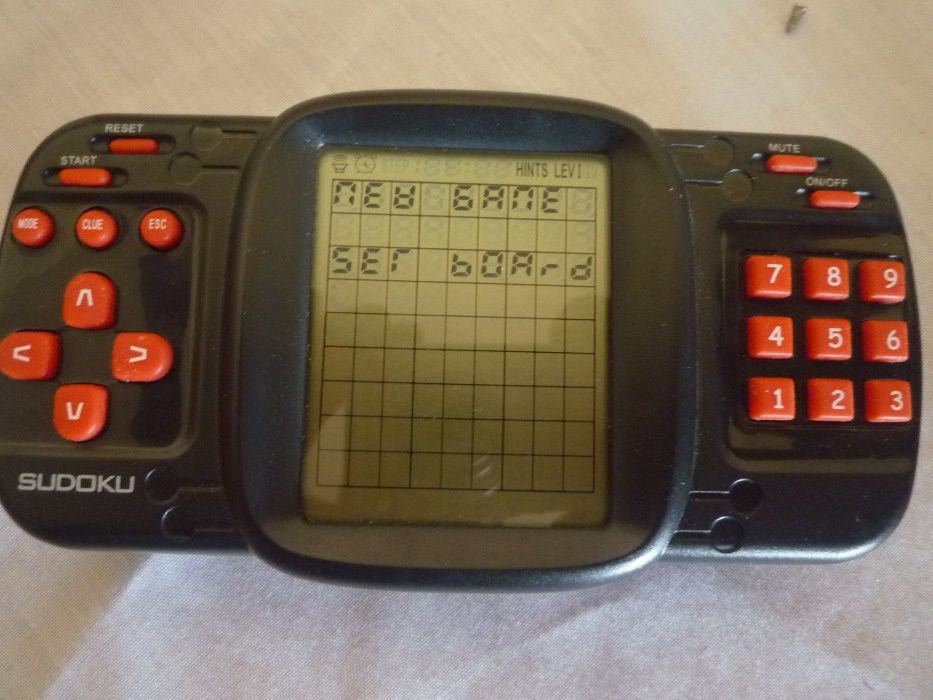 RESET
START
MODE CLUE ESC
< ^ v >
SUDOKU
STEP HINTS LEV I
NEW GAME
SET bOArd
MUTE
ON/OFF
7 8 9
4 5 6
1 2 3